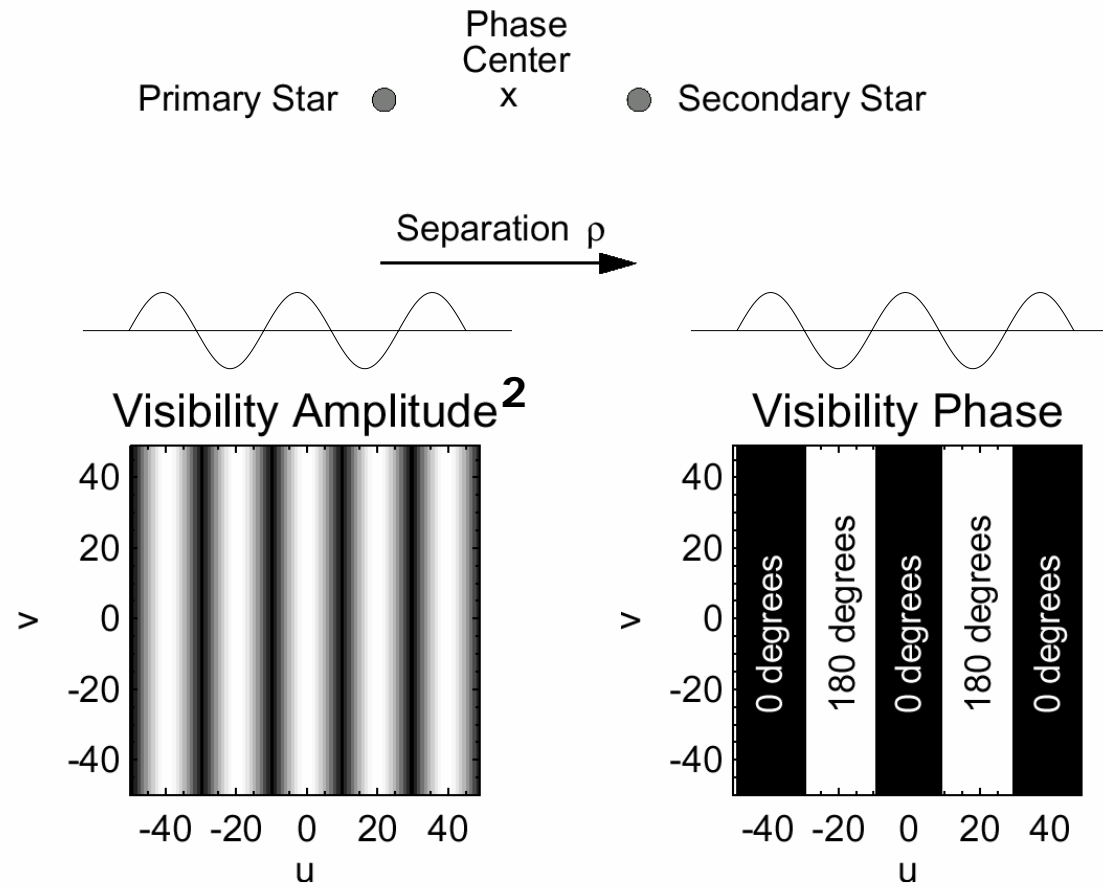 Phase
Center
Primary Star
x
Secondary Star
Separation ρ
Visibility Amplitude²
Visibility Phase
40
20
0
-20
-40
v
-40 -20 0 20 40
u
40
20
0
-20
-40
v
0 degrees
180 degrees
0 degrees
180 degrees
0 degrees
-40 -20 0 20 40
u